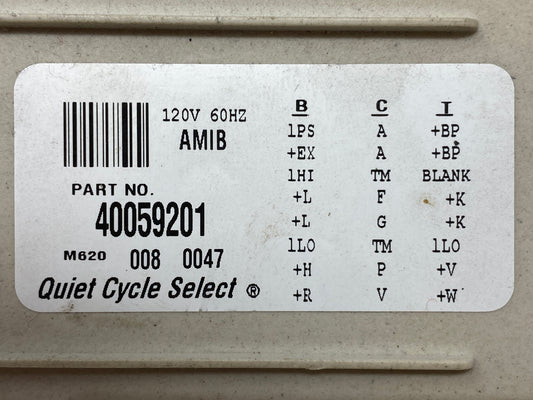 120V 60HZ
AMIB
PART NO.
40059201
M620 008 0047
Quiet Cycle Select ®
B C I
1PS A +BP
+EX A +BP
1HI TM BLANK
+L F +K
+L G +K
1LO TM 1LO
+H P +V
+R V +W